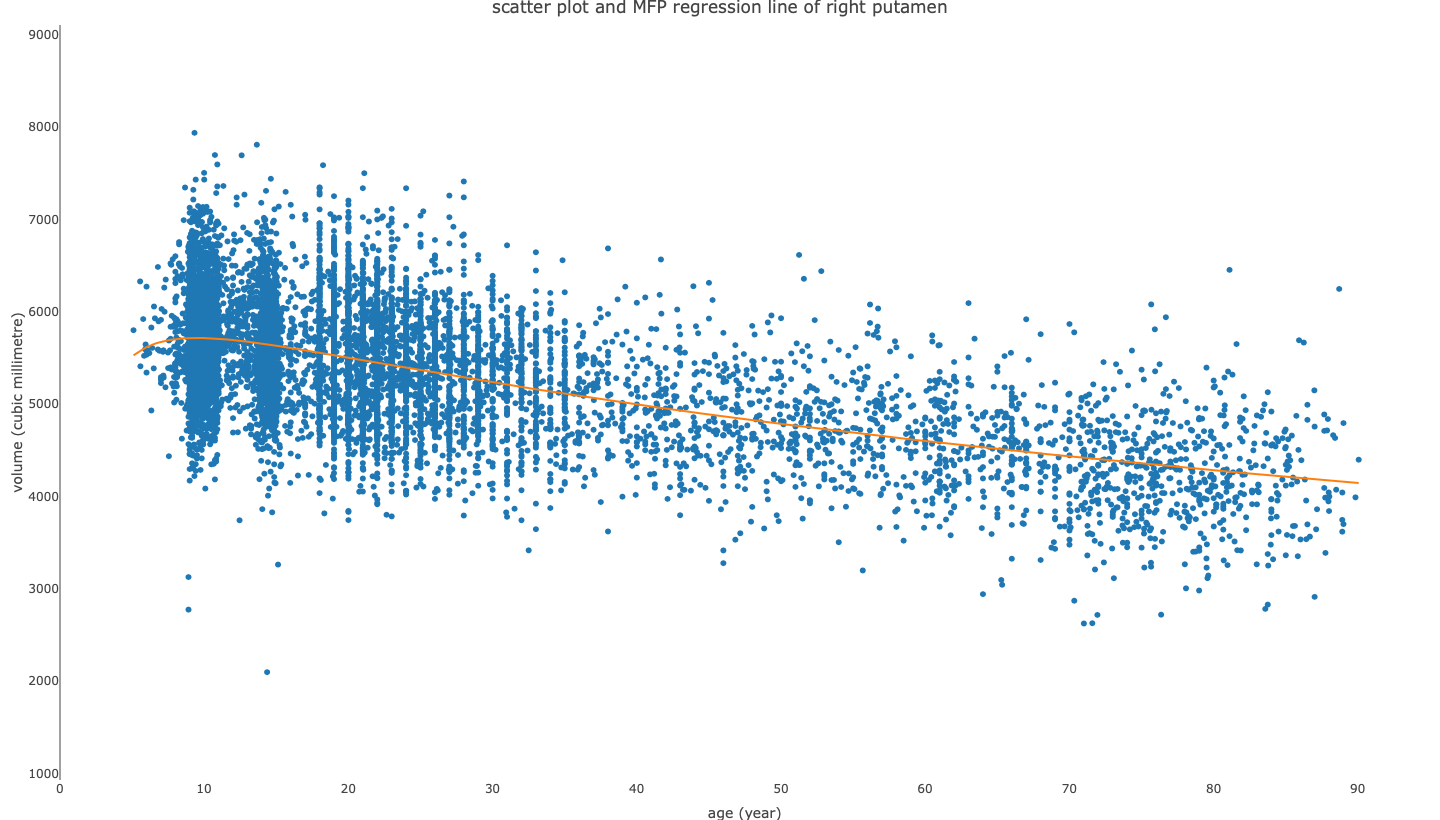 scatter plot and MFP regression line of right putamen
9000
8000
7000
6000
5000
4000
3000
2000
1000
volume (cubic millimetre)
0 10 20 30 40 50 60 70 80 90
age (year)